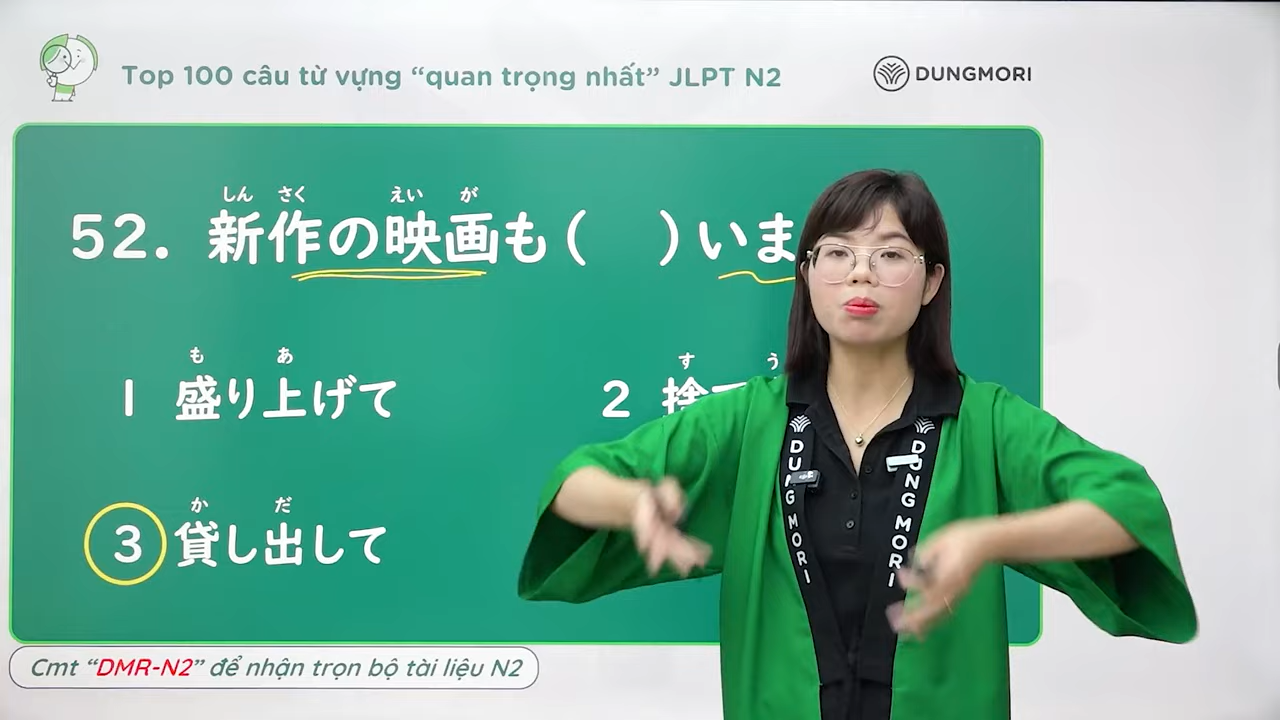 Top 100 câu từ vựng “quan trọng nhất” JLPT N2
DUNGMORI
しん さく えい が
52. 新作の映画も( )いま
も あ
1 盛り上げて
す う
2 捨て
か だ
3 貸し出して
DUNG MORI
DUNG MORI
Cmt “DMR-N2” để nhận trọn bộ tài liệu N2